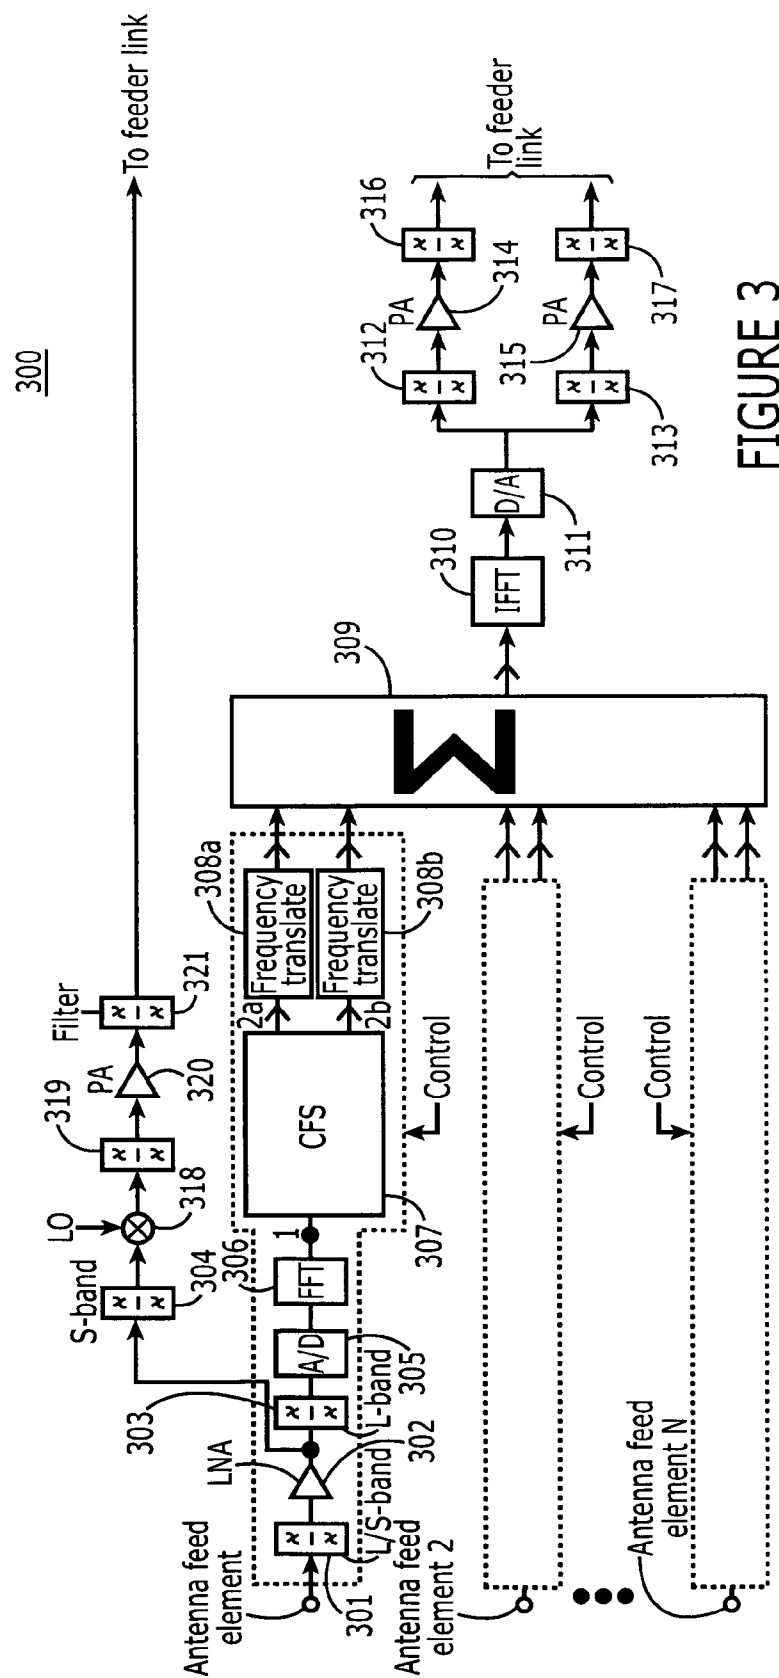 300
To feeder link
LO
S-band
304
318
319
PA
320
Filter
321
303
LNA
302
L-band
L/S-band
301
Antenna feed
element
A/D
305
306
FFT
1
CFS
307
2a
2b
Frequency
translate
308a
Frequency
translate
308b
Control
309
Σ
IFFT
310
D/A
311
312
PA
314
316
313
315
PA
317
To feeder
link
Antenna feed
element 2
Control
Antenna feed
element N
Control
FIGURE 3